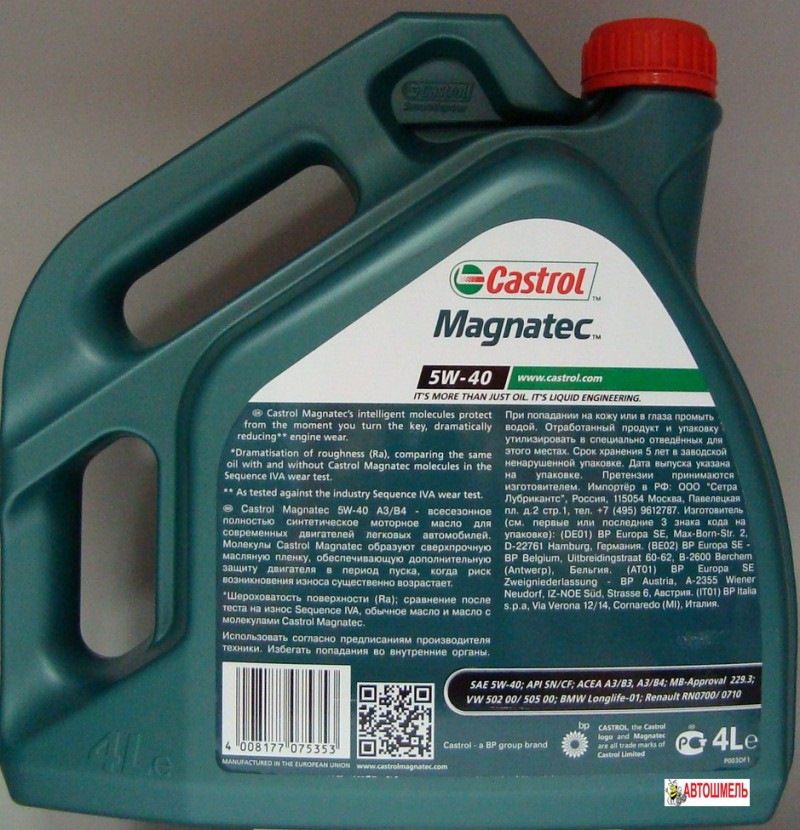 Castrol
Castrol
Magnatec™
5W-40
www.castrol.com
IT'S MORE THAN JUST OIL. IT'S LIQUID ENGINEERING.
Castrol Magnatec's intelligent molecules protect
from the moment you turn the key, dramatically
reducing** engine wear.
*Dramatisation of roughness (Ra), comparing the same
oil with and without Castrol Magnatec molecules in the
Sequence IVA wear test.
** As tested against the industry Sequence IVA wear test.
Castrol Magnatec 5W-40 A3/B4 - всесезонное
полностью синтетическое моторное масло для
современных двигателей легковых автомобилей.
Молекулы Castrol Magnatec образуют сверхпрочную
масляную пленку, обеспечивающую дополнительную
защиту двигателя в период пуска, когда риск
возникновения износа существенно возрастает.
*Шероховатость поверхности (Ra); сравнение после
теста на износ Sequence IVA, обычное масло и масло с
молекулами Castrol Magnatec.
Использовать согласно предписаниям производителя
техники. Избегать попадания во внутренние органы.
При попадании на кожу или в глаза промыть
водой. Отработанный продукт и упаковку
утилизировать в специально отведённых для
этого местах. Срок хранения 5 лет в заводской
ненарушенной упаковке. Дата выпуска указана
на упаковке. Претензии принимаются
изготовителем. Импортёр в РФ: ООО "Сетра
Лубрикантс", Россия, 115054 Москва, Павелецкая
пл. д.2 стр.1, тел. +7 (495) 9612787. Изготовитель
(см. первые или последние 3 знака кода на
упаковке): (DE01) BP Europa SE, Max-Born-Str. 2,
D-22761 Hamburg, Германия. (BE02) BP Europa SE -
BP Belgium, Uitbreidingstraat 60-62, B-2600 Berchem
(Antwerp), Бельгия. (AT01) BP Europa SE
Zweigniederlassung - BP Austria, A-2355 Wiener
Neudorf, IZ-NOE Süd, Strasse 6, Австрия. (IT01) BP Italia
s.p.a, Via Verona 12/14, Cornaredo (MI), Италия.
SAE 5W-40; API SN/CF; ACEA A3/B3, A3/B4; MB-Approval 229.3;
VW 502 00/ 505 00; BMW Longlife-01; Renault RN0700/ 0710
4 008177 075353
MANUFACTURED IN THE EUROPEAN UNION
www.castrolmagnatec.com
Castrol - a BP group brand
bp
CASTROL, the Castrol
logo and Magnatec
are all trade marks of
Castrol Limited
4Le
4Le
АВТОШМЕЛЬ